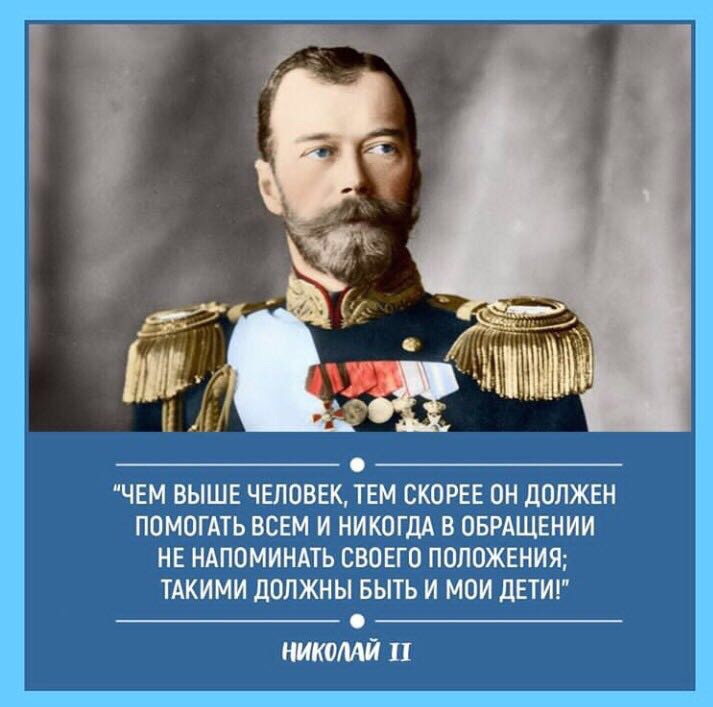 “ЧЕМ ВЫШЕ ЧЕЛОВЕК, ТЕМ СКОРЕЕ ОН ДОЛЖЕН
ПОМОГАТЬ ВСЕМ И НИКОГДА В ОБРАЩЕНИИ
НЕ НАПОМИНАТЬ СВОЕГО ПОЛОЖЕНИЯ;
ТАКИМИ ДОЛЖНЫ БЫТЬ И МОИ ДЕТИ!”
НИКОЛАЙ II